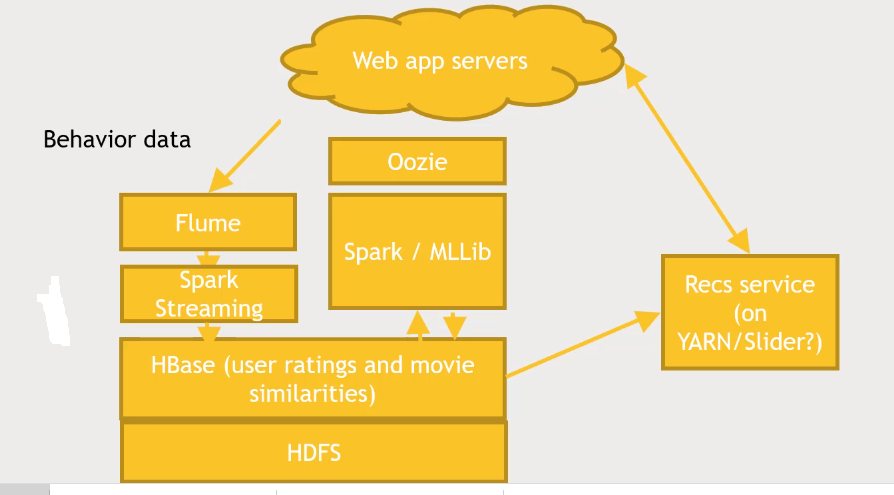 Web app servers
Behavior data
Oozie
Flume
Spark / MLLib
Spark
Streaming
Recs service
(on
YARN/Slider?)
HBase (user ratings and movie
similarities)
HDFS